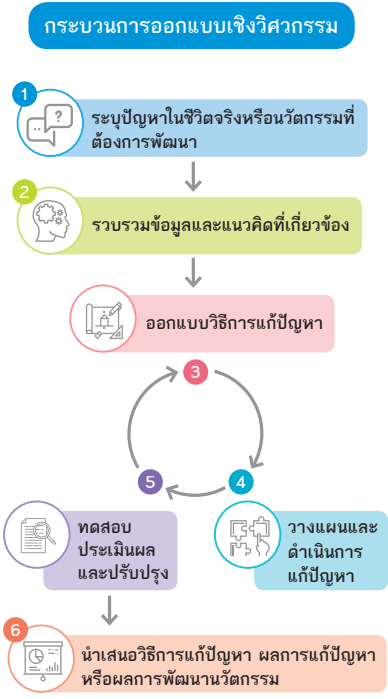 กระบวนการออกแบบเชิงวิศวกรรม
1
ระบุปัญหาในชีวิตจริงหรือนวัตกรรมที่
ต้องการพัฒนา
2
รวบรวมข้อมูลและแนวคิดที่เกี่ยวข้อง
ออกแบบวิธีการแก้ปัญหา
3
4
วางแผนและ
ดำเนินการ
แก้ปัญหา
5
ทดสอบ
ประเมินผล
และปรับปรุง
6
นำเสนอวิธีการแก้ปัญหา ผลการแก้ปัญหา
หรือผลการพัฒนานวัตกรรม